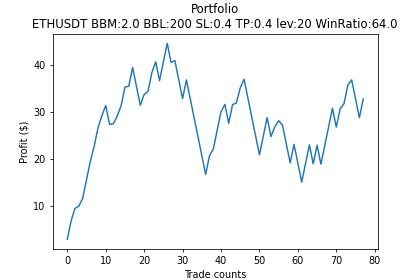 Portfolio
ETHUSDT BBM:2.0 BBL:200 SL:0.4 TP:0.4 lev:20 WinRatio:64.0
Profit ($)
40
30
20
10
0 10 20 30 40 50 60 70 80
Trade counts